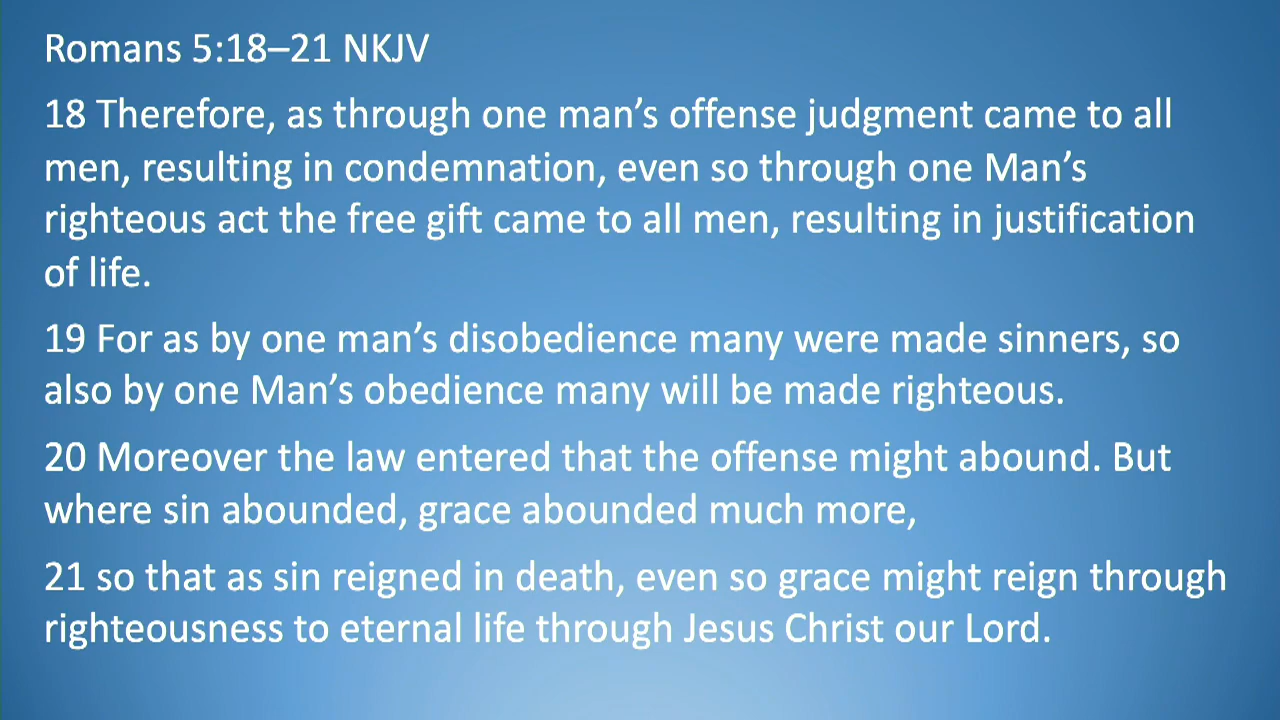 Romans 5:18–21 NKJV
18 Therefore, as through one man’s offense judgment came to all
men, resulting in condemnation, even so through one Man’s
righteous act the free gift came to all men, resulting in justification
of life.
19 For as by one man’s disobedience many were made sinners, so
also by one Man’s obedience many will be made righteous.
20 Moreover the law entered that the offense might abound. But
where sin abounded, grace abounded much more,
21 so that as sin reigned in death, even so grace might reign through
righteousness to eternal life through Jesus Christ our Lord.